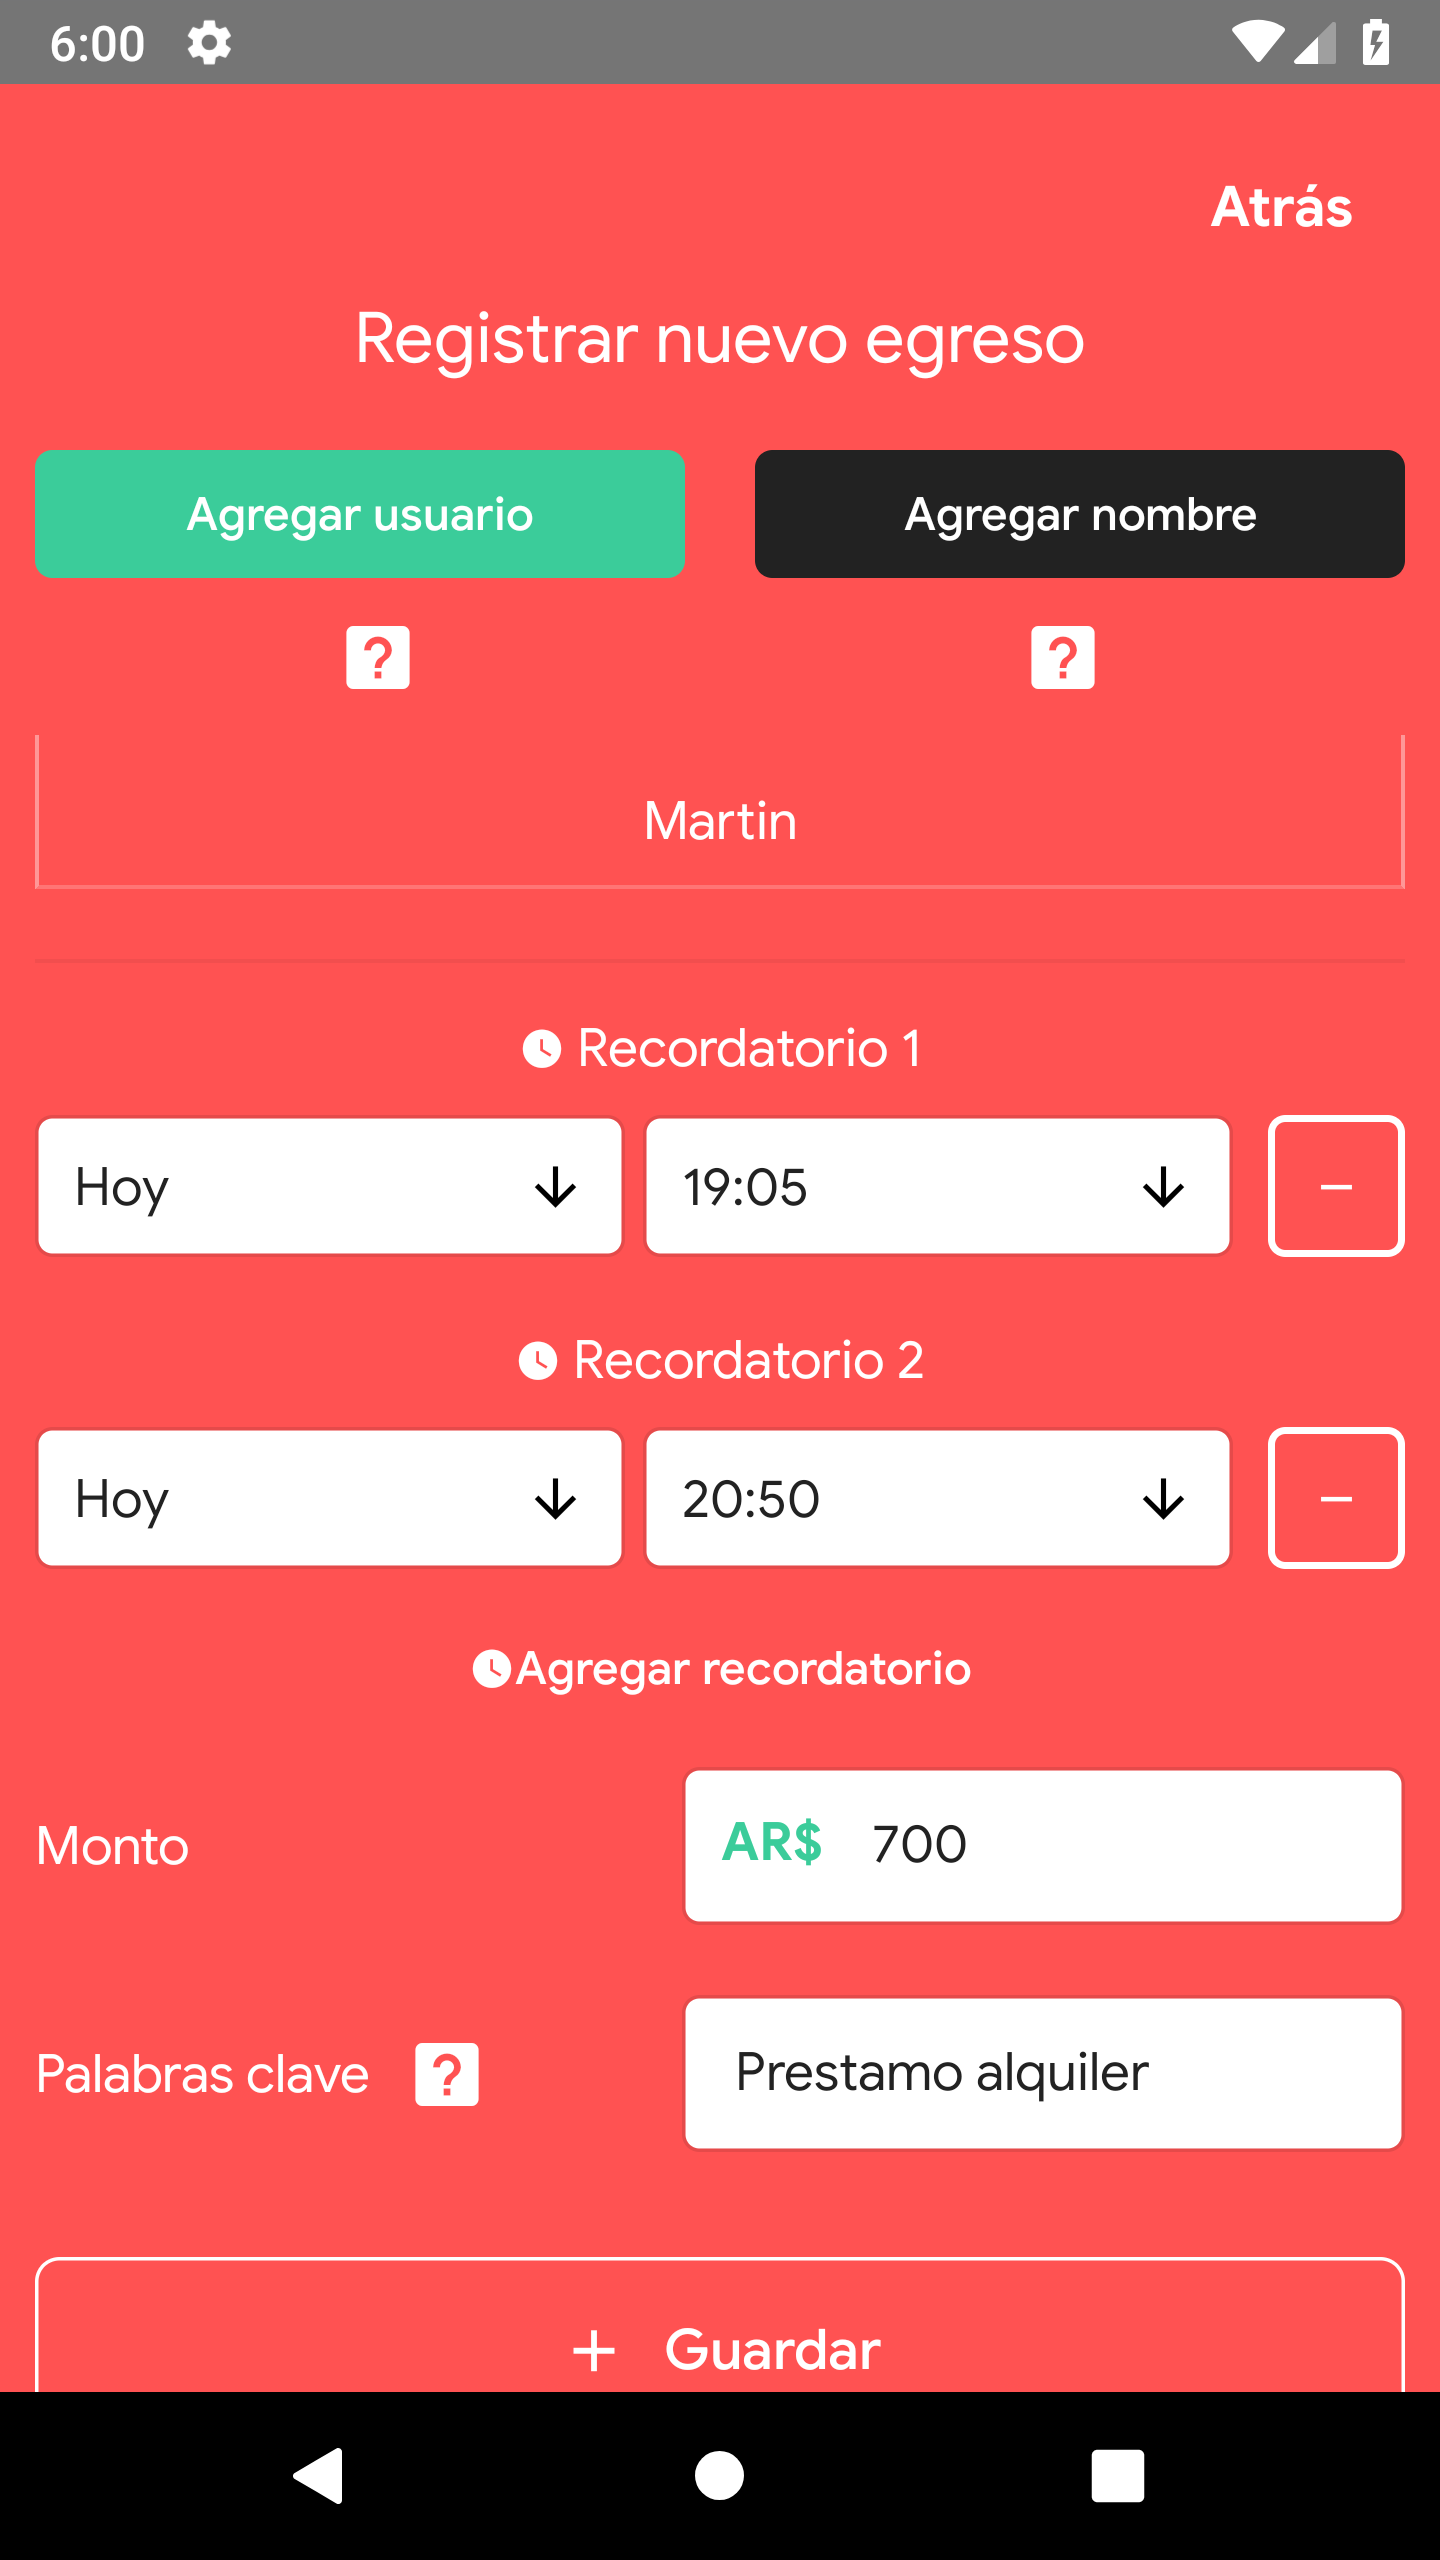 6:00
Atrás
Registrar nuevo egreso
Agregar usuario
Agregar nombre
?
?
Martin
Recordatorio 1
Hoy
19:05
Recordatorio 2
Hoy
20:50
Agregar recordatorio
Monto
AR$ 700
Palabras clave ?
Prestamo alquiler
+ Guardar